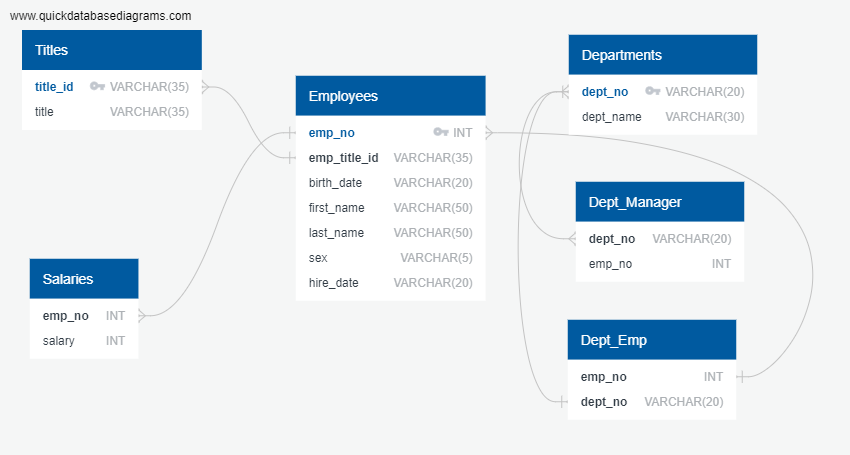 www.quickdatabasediagrams.com
Titles
title_id VARCHAR(35)
title VARCHAR(35)
Employees
emp_no INT
emp_title_id VARCHAR(35)
birth_date VARCHAR(20)
first_name VARCHAR(50)
last_name VARCHAR(50)
sex VARCHAR(5)
hire_date VARCHAR(20)
Salaries
emp_no INT
salary INT
Departments
dept_no VARCHAR(20)
dept_name VARCHAR(30)
Dept_Manager
dept_no VARCHAR(20)
emp_no INT
Dept_Emp
emp_no INT
dept_no VARCHAR(20)